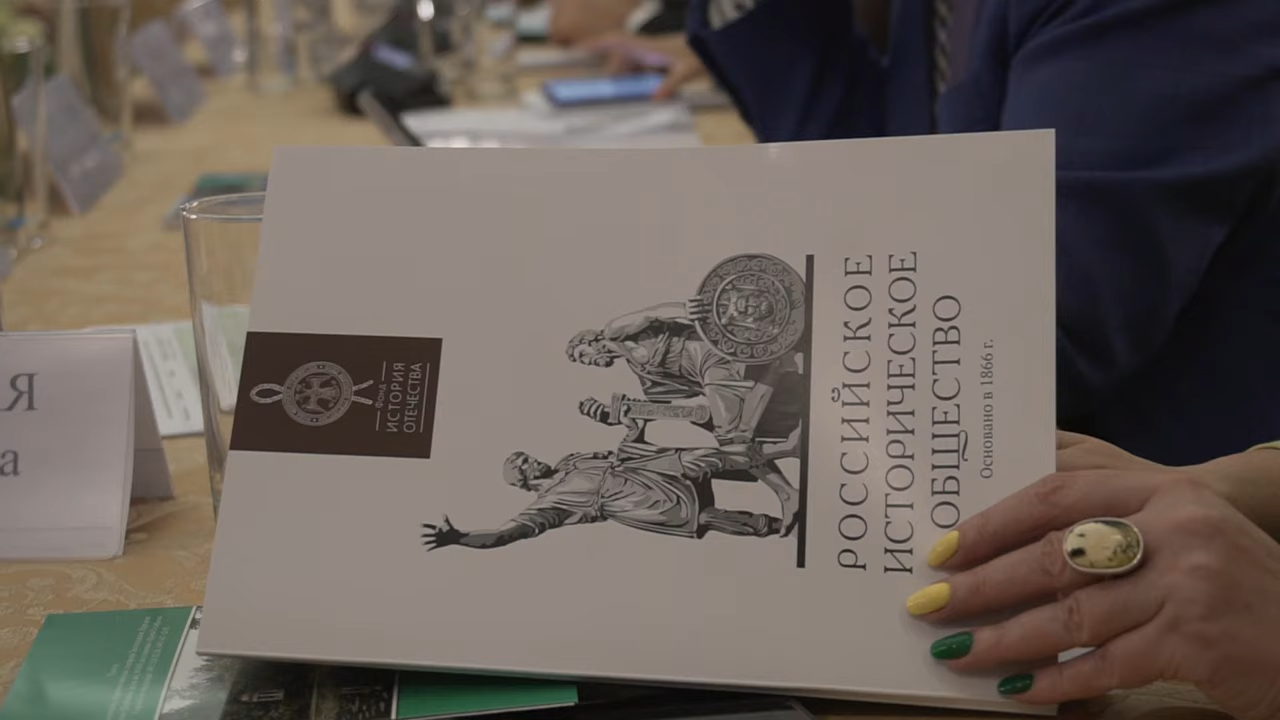 Я
а
Фонд
ИСТОРИЯ
ОТЕЧЕСТВА
РОССИЙСКОЕ
ИСТОРИЧЕСКОЕ
ОБЩЕСТВО
Основано в 1866 г.